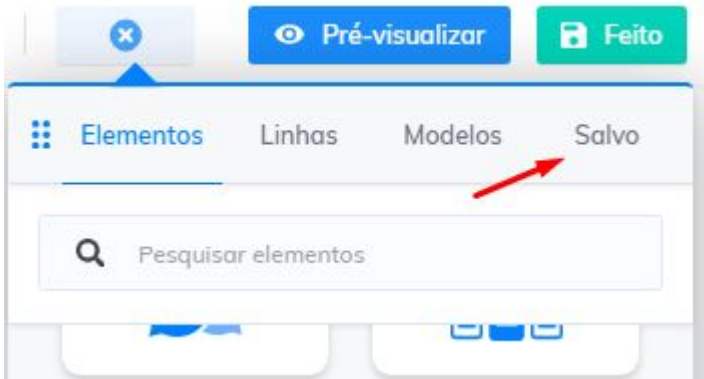 Pré-visualizar Feito
Elementos Linhas Modelos Salvo
Pesquisar elementos